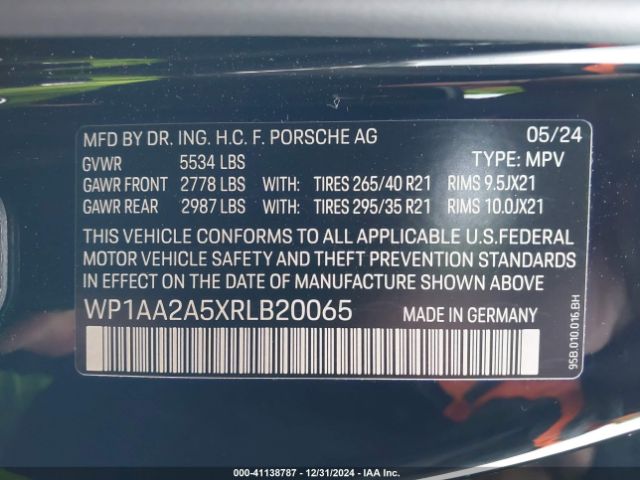 MFD BY DR. ING. H.C. F. PORSCHE AG 05/24
GVWR 5534 LBS TYPE: MPV
GAWR FRONT 2778 LBS WITH: TIRES 265/40 R21 RIMS 9.5JX21
GAWR REAR 2987 LBS WITH: TIRES 295/35 R21 RIMS 10.0JX21
THIS VEHICLE CONFORMS TO ALL APPLICABLE U.S.FEDERAL
MOTOR VEHICLE SAFETY AND THEFT PREVENTION STANDARDS
IN EFFECT ON THE DATE OF MANUFACTURE SHOWN ABOVE
WP1AA2A5XRLB20065 MADE IN GERMANY
95B.010.016.BH
000-41138787 - 12/31/2024 - IAA Inc.